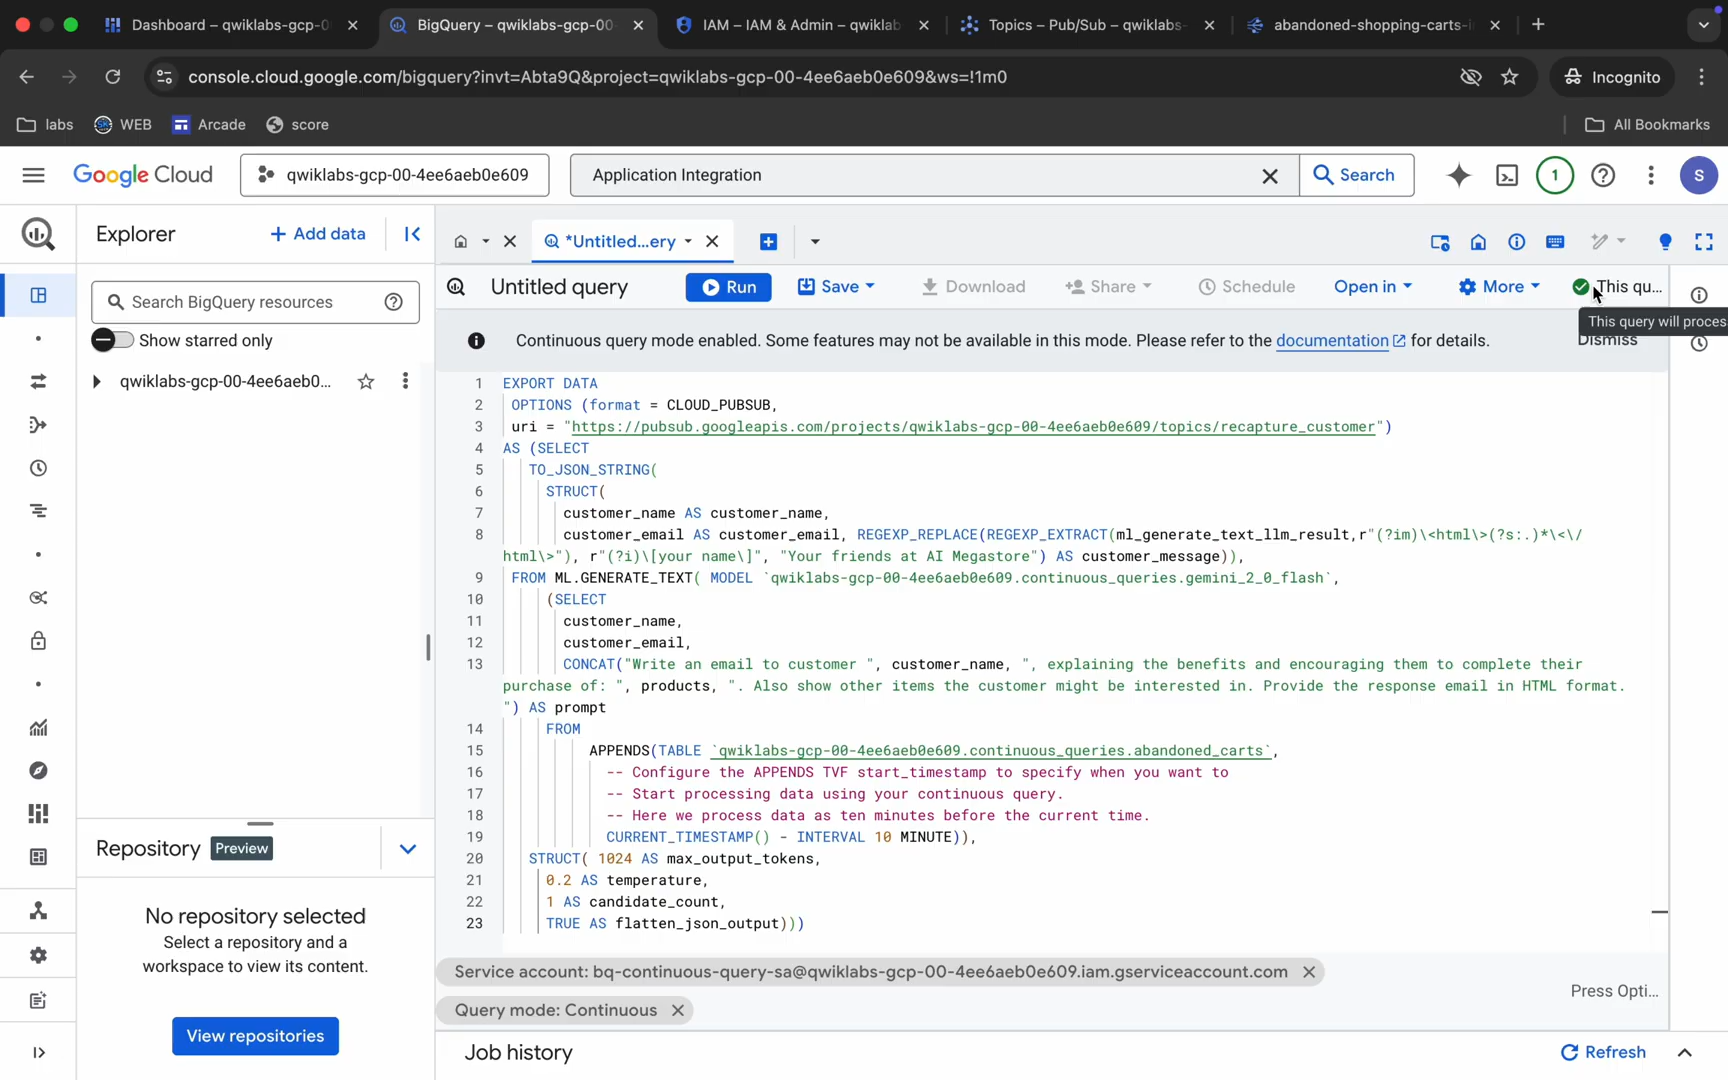 Dashboard – qwiklabs-gcp-0
BigQuery – qwiklabs-gcp-00
IAM – IAM & Admin – qwiklab
Topics – Pub/Sub – qwiklabs-
abandoned-shopping-carts-i
console.cloud.google.com/bigquery?invt=Abta9Q&project=qwiklabs-gcp-00-4ee6aeb0e609&ws=!1m0
Incognito
labs
WEB
Arcade
score
All Bookmarks
Google Cloud
qwiklabs-gcp-00-4ee6aeb0e609
Application Integration
Search
1
S
Explorer
+ Add data
*Untitled...ery
Search BigQuery resources
Show starred only
qwiklabs-gcp-00-4ee6aeb0...
Untitled query
Run
Save
Download
Share
Schedule
Open in
More
This qu...
This query will proces
Continuous query mode enabled. Some features may not be available in this mode. Please refer to the documentation for details.
Dismiss
1 EXPORT DATA
2 OPTIONS (format = CLOUD_PUBSUB,
3 uri = "https://pubsub.googleapis.com/projects/qwiklabs-gcp-00-4ee6aeb0e609/topics/recapture_customer")
4 AS (SELECT
5 TO_JSON_STRING(
6 STRUCT(
7 customer_name AS customer_name,
8 customer_email AS customer_email, REGEXP_REPLACE(REGEXP_EXTRACT(ml_generate_text_llm_result,r"(?im)\<html\>(?s:.)*\<\/
html\>"), r"(?i)\[your name\]", "Your friends at AI Megastore") AS customer_message)),
9 FROM ML.GENERATE_TEXT( MODEL `qwiklabs-gcp-00-4ee6aeb0e609.continuous_queries.gemini_2_0_flash`,
10 (SELECT
11 customer_name,
12 customer_email,
13 CONCAT("Write an email to customer ", customer_name, ", explaining the benefits and encouraging them to complete their
purchase of: ", products, ". Also show other items the customer might be interested in. Provide the response email in HTML format.
") AS prompt
14 FROM
15 APPENDS(TABLE `qwiklabs-gcp-00-4ee6aeb0e609.continuous_queries.abandoned_carts`,
16 -- Configure the APPENDS TVF start_timestamp to specify when you want to
17 -- Start processing data using your continuous query.
18 -- Here we process data as ten minutes before the current time.
19 CURRENT_TIMESTAMP() - INTERVAL 10 MINUTE)),
20 STRUCT( 1024 AS max_output_tokens,
21 0.2 AS temperature,
22 1 AS candidate_count,
23 TRUE AS flatten_json_output)))
Repository Preview
No repository selected
Select a repository and a
workspace to view its content.
View repositories
Service account: bq-continuous-query-sa@qwiklabs-gcp-00-4ee6aeb0e609.iam.gserviceaccount.com
Query mode: Continuous
Press Opti...
Job history
Refresh